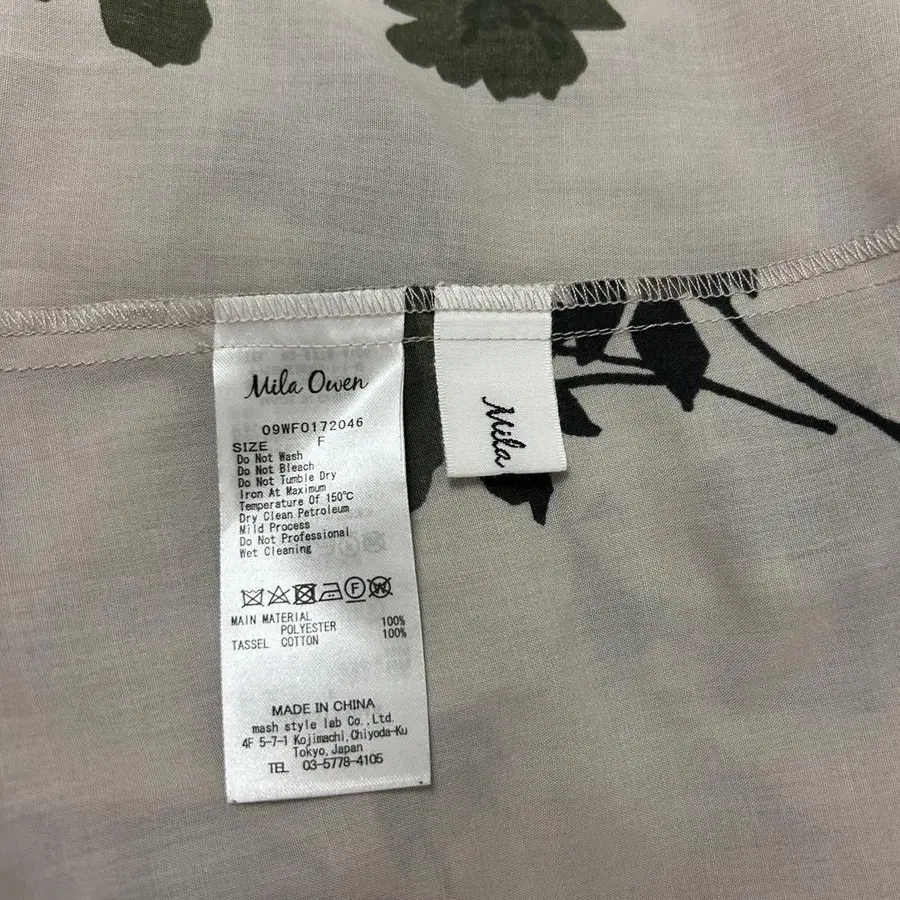 Mila Owen
09WF0172046
SIZE F
Do Not Wash
Do Not Bleach
Do Not Tumble Dry
Iron At Maximum
Temperature Of 150℃
Dry Clean Petroleum
Mild Process
Do Not Professional
Wet Cleaning
F W
MAIN MATERIAL
POLYESTER 100%
TASSEL COTTON 100%
MADE IN CHINA
mash style lab Co.,Ltd.
4F 5-7-1 Kojimachi,Chiyoda-Ku
Tokyo,Japan
TEL 03-5778-4105
Mila